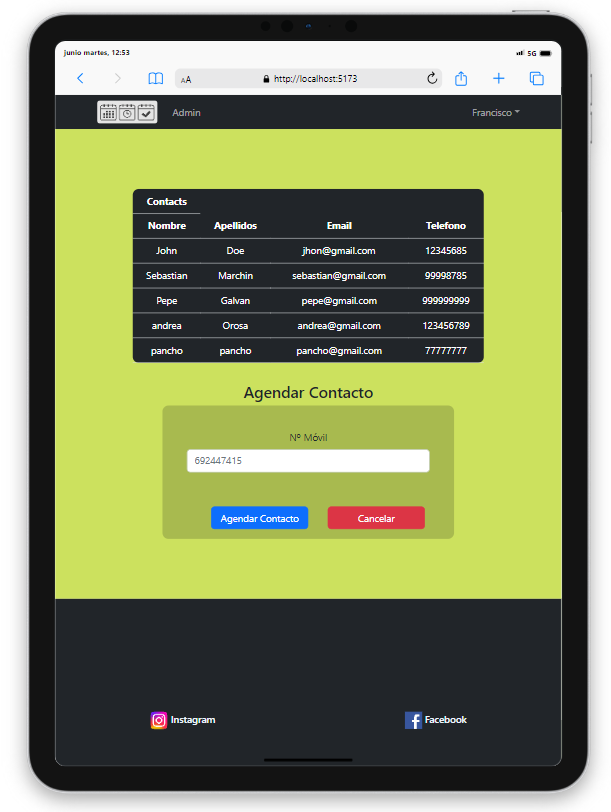 junio martes, 12:53
5G
AA
http://localhost:5173
Admin
Francisco
Contacts
Nombre Apellidos Email Telefono
John Doe jhon@gmail.com 12345685
Sebastian Marchin sebastian@gmail.com 99998785
Pepe Galvan pepe@gmail.com 999999999
andrea Orosa andrea@gmail.com 123456789
pancho pancho pancho@gmail.com 77777777
Agendar Contacto
Nº Móvil
692447415
Agendar Contacto Cancelar
Instagram Facebook